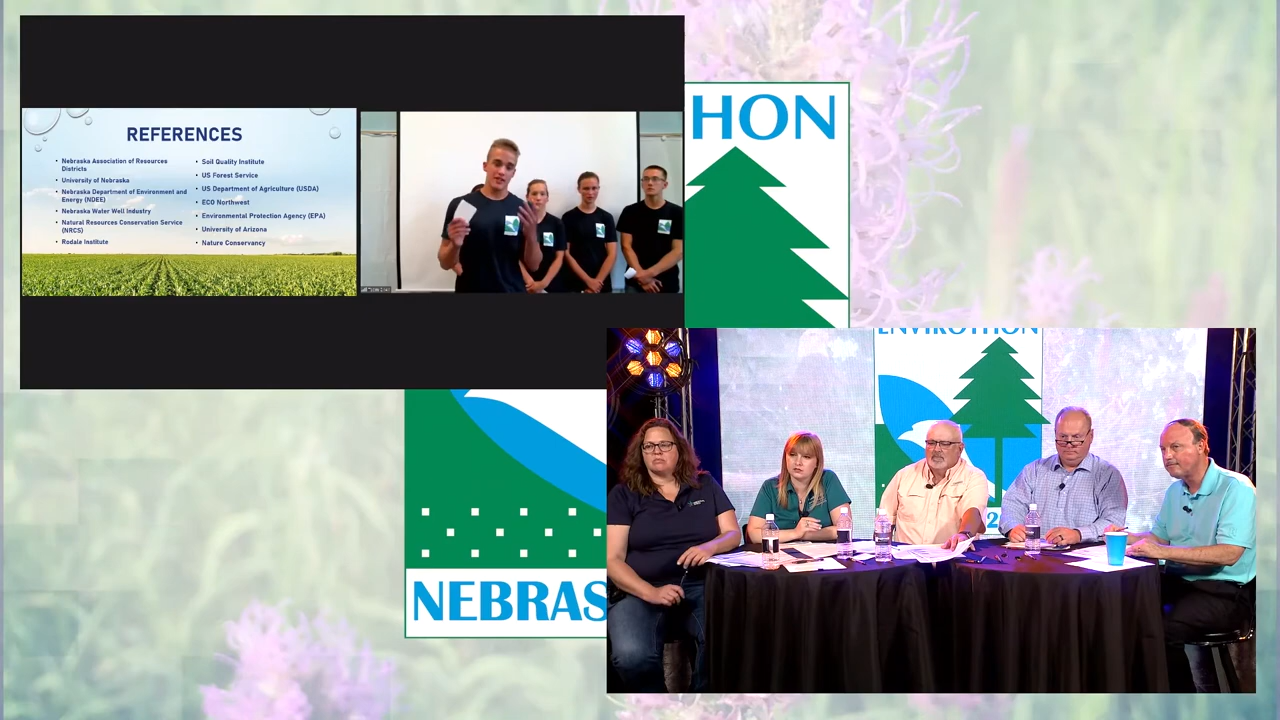 REFERENCES
Nebraska Association of Resources
Districts
University of Nebraska
Nebraska Department of Environment and
Energy (NDEE)
Nebraska Water Well Industry
Natural Resources Conservation Service
(NRCS)
Rodale Institute
Soil Quality Institute
US Forest Service
US Department of Agriculture (USDA)
ECO Northwest
Environmental Protection Agency (EPA)
University of Arizona
Nature Conservancy
HON
ENVIROTHON
2
NEBRAS